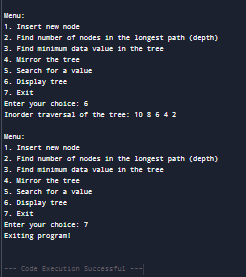 Menu:
1. Insert new node
2. Find number of nodes in the longest path (depth)
3. Find minimum data value in the tree
4. Mirror the tree
5. Search for a value
6. Display tree
7. Exit
Enter your choice: 6
Inorder traversal of the tree: 10 8 6 4 2
Menu:
1. Insert new node
2. Find number of nodes in the longest path (depth)
3. Find minimum data value in the tree
4. Mirror the tree
5. Search for a value
6. Display tree
7. Exit
Enter your choice: 7
Exiting program!
--- Code Execution Successful ---